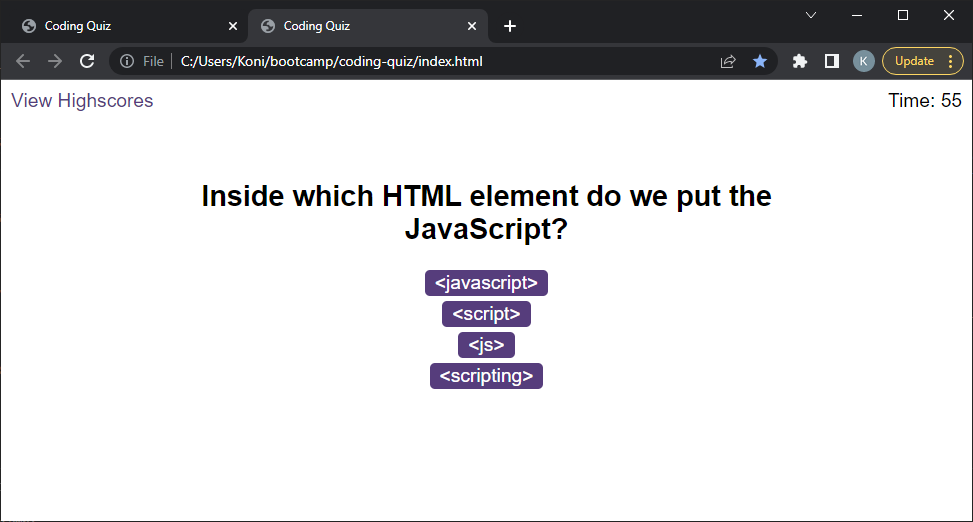 Coding Quiz
Coding Quiz
File C:/Users/Koni/bootcamp/coding-quiz/index.html
K
Update
View Highscores
Time: 55
Inside which HTML element do we put the
JavaScript?
<javascript>
<script>
<js>
<scripting>